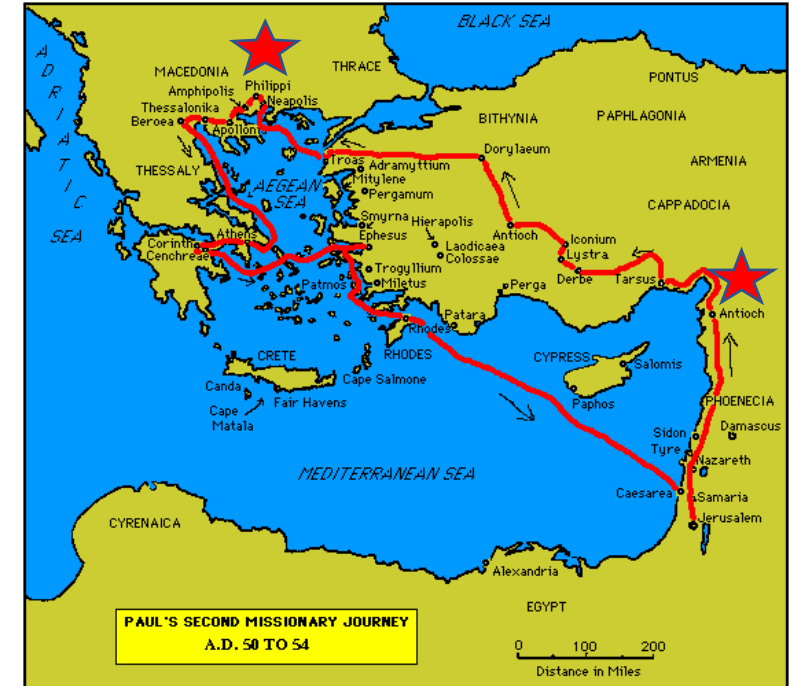 BLACK SEA
ADRIATIC SEA
MACEDONIA
THRACE
PONTUS
Amphipolis
Philippi
Neapolis
Thessalonika
Beroea
Apollonia
BITHYNIA
PAPHLAGONIA
Dorylaeum
ARMENIA
THESSALY
Troas
Adramyttium
Mitylene
AEGEAN
SEA
Pergamum
CAPPADOCIA
Smyrna
Hierapolis
Ephesus
Antioch
Iconium
Lystra
Athens
Corinth
Cenchreae
Laodicaea
Colossae
Derbe
Tarsus
Trogyllium
Miletus
Patmos
Perga
Patara
Antioch
Rhodes
RHODES
CRETE
CYPRESS
Salomis
Cape Salmone
Canda
Fair Havens
Cape
Matala
Paphos
PHOENECIA
Sidon
Damascus
Tyre
Nazareth
MEDITERRANEAN SEA
Caesarea
Samaria
Jerusalem
CYRENAICA
Alexandria
EGYPT
PAUL'S SECOND MISSIONARY JOURNEY
A.D. 50 TO 54
0 100 200
Distance in Miles